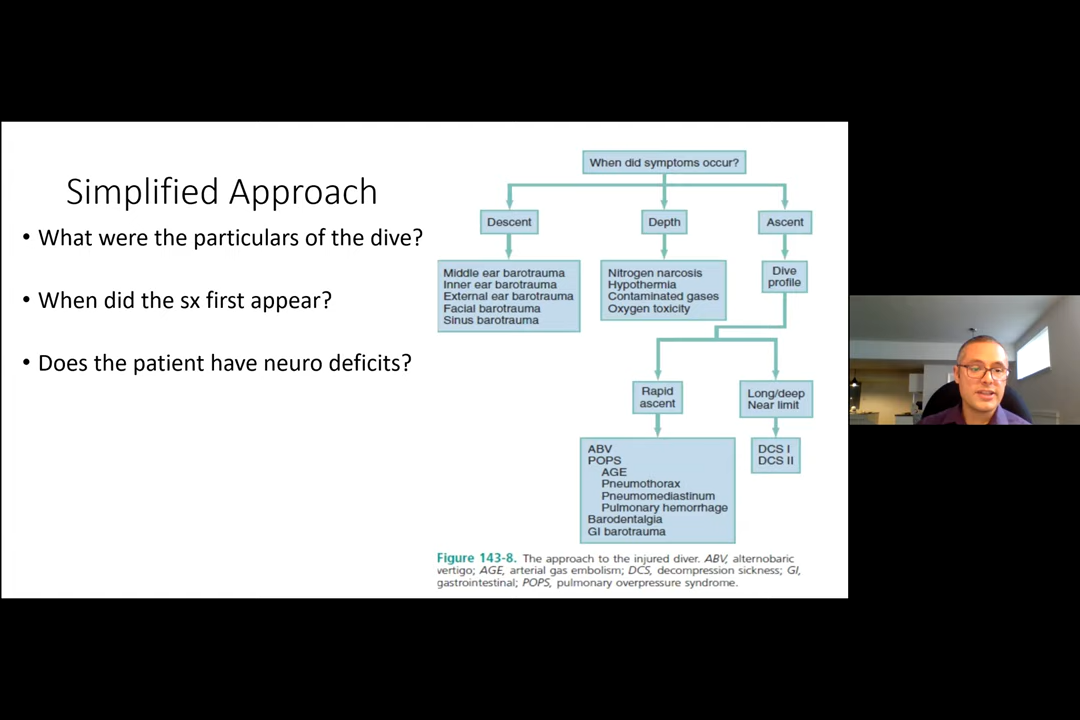 Simplified Approach
• What were the particulars of the dive?
• When did the sx first appear?
• Does the patient have neuro deficits?
When did symptoms occur?
Descent
Depth
Ascent
Middle ear barotrauma
Inner ear barotrauma
External ear barotrauma
Facial barotrauma
Sinus barotrauma
Nitrogen narcosis
Hypothermia
Contaminated gases
Oxygen toxicity
Dive
profile
Rapid
ascent
Long/deep
Near limit
ABV
POPS
AGE
Pneumothorax
Pneumomediastinum
Pulmonary hemorrhage
Barodentalgia
GI barotrauma
DCS I
DCS II
Figure 143-8. The approach to the injured diver. ABV, alternobaric
vertigo; AGE, arterial gas embolism; DCS, decompression sickness; GI,
gastrointestinal; POPS, pulmonary overpressure syndrome.